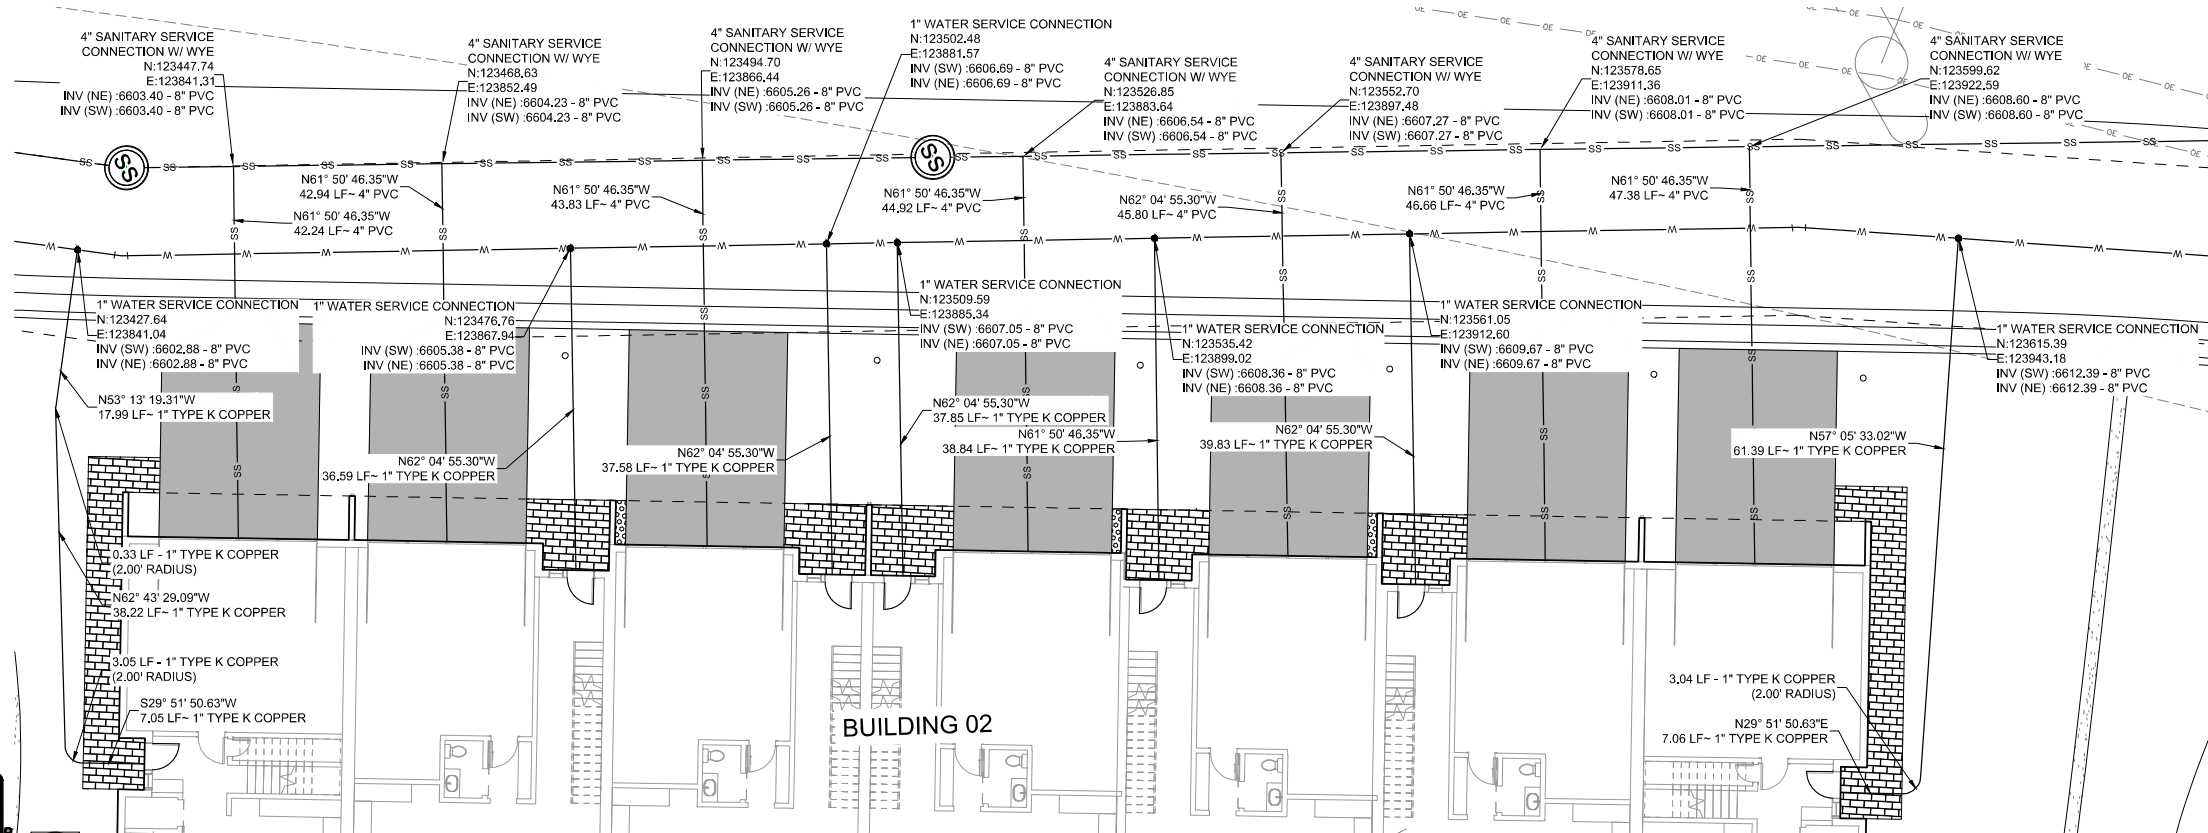 4" SANITARY SERVICE
CONNECTION W/ WYE
N:123447.74
E:123841.31
INV (NE) :6603.40 - 8" PVC
INV (SW) :6603.40 - 8" PVC
4" SANITARY SERVICE
CONNECTION W/ WYE
N:123468.63
E:123852.49
INV (NE) :6604.23 - 8" PVC
INV (SW) :6604.23 - 8" PVC
4" SANITARY SERVICE
CONNECTION W/ WYE
N:123494.70
E:123866.44
INV (NE) :6605.26 - 8" PVC
INV (SW) :6605.26 - 8" PVC
1" WATER SERVICE CONNECTION
N:123502.48
E:123881.57
INV (SW) :6606.69 - 8" PVC
INV (NE) :6606.69 - 8" PVC
4" SANITARY SERVICE
CONNECTION W/ WYE
N:123526.85
E:123883.64
INV (NE) :6606.54 - 8" PVC
INV (SW) :6606.54 - 8" PVC
4" SANITARY SERVICE
CONNECTION W/ WYE
N:123552.70
E:123897.48
INV (NE) :6607.27 - 8" PVC
INV (SW) :6607.27 - 8" PVC
4" SANITARY SERVICE
CONNECTION W/ WYE
N:123578.65
E:123911.36
INV (NE) :6608.01 - 8" PVC
INV (SW) :6608.01 - 8" PVC
4" SANITARY SERVICE
CONNECTION W/ WYE
N:123599.62
E:123922.59
INV (NE) :6608.60 - 8" PVC
INV (SW) :6608.60 - 8" PVC
SS
SS
N61° 50' 46.35"W
42.94 LF~ 4" PVC
N61° 50' 46.35"W
42.24 LF~ 4" PVC
N61° 50' 46.35"W
43.83 LF~ 4" PVC
N61° 50' 46.35"W
44.92 LF~ 4" PVC
N62° 04' 55.30"W
45.80 LF~ 4" PVC
N61° 50' 46.35"W
46.66 LF~ 4" PVC
N61° 50' 46.35"W
47.38 LF~ 4" PVC
1" WATER SERVICE CONNECTION
N:123427.64
E:123841.04
INV (SW) :6602.88 - 8" PVC
INV (NE) :6602.88 - 8" PVC
1" WATER SERVICE CONNECTION
N:123476.76
E:123867.94
INV (SW) :6605.38 - 8" PVC
INV (NE) :6605.38 - 8" PVC
1" WATER SERVICE CONNECTION
N:123509.59
E:123885.34
INV (SW) :6607.05 - 8" PVC
INV (NE) :6607.05 - 8" PVC
1" WATER SERVICE CONNECTION
N:123535.42
E:123899.02
INV (SW) :6608.36 - 8" PVC
INV (NE) :6608.36 - 8" PVC
1" WATER SERVICE CONNECTION
N:123561.05
E:123912.60
INV (SW) :6609.67 - 8" PVC
INV (NE) :6609.67 - 8" PVC
1" WATER SERVICE CONNECTION
N:123615.39
E:123943.18
INV (SW) :6612.39 - 8" PVC
INV (NE) :6612.39 - 8" PVC
N53° 13' 19.31"W
17.99 LF~ 1" TYPE K COPPER
N62° 04' 55.30"W
36.59 LF~ 1" TYPE K COPPER
N62° 04' 55.30"W
37.58 LF~ 1" TYPE K COPPER
N62° 04' 55.30"W
37.85 LF~ 1" TYPE K COPPER
N61° 50' 46.35"W
38.84 LF~ 1" TYPE K COPPER
N62° 04' 55.30"W
39.83 LF~ 1" TYPE K COPPER
N57° 05' 33.02"W
61.39 LF~ 1" TYPE K COPPER
0.33 LF - 1" TYPE K COPPER
(2.00' RADIUS)
N62° 43' 29.09"W
38.22 LF~ 1" TYPE K COPPER
3.05 LF - 1" TYPE K COPPER
(2.00' RADIUS)
S29° 51' 50.63"W
7.05 LF~ 1" TYPE K COPPER
BUILDING 02
3.04 LF - 1" TYPE K COPPER
(2.00' RADIUS)
N29° 51' 50.63"E
7.06 LF~ 1" TYPE K COPPER